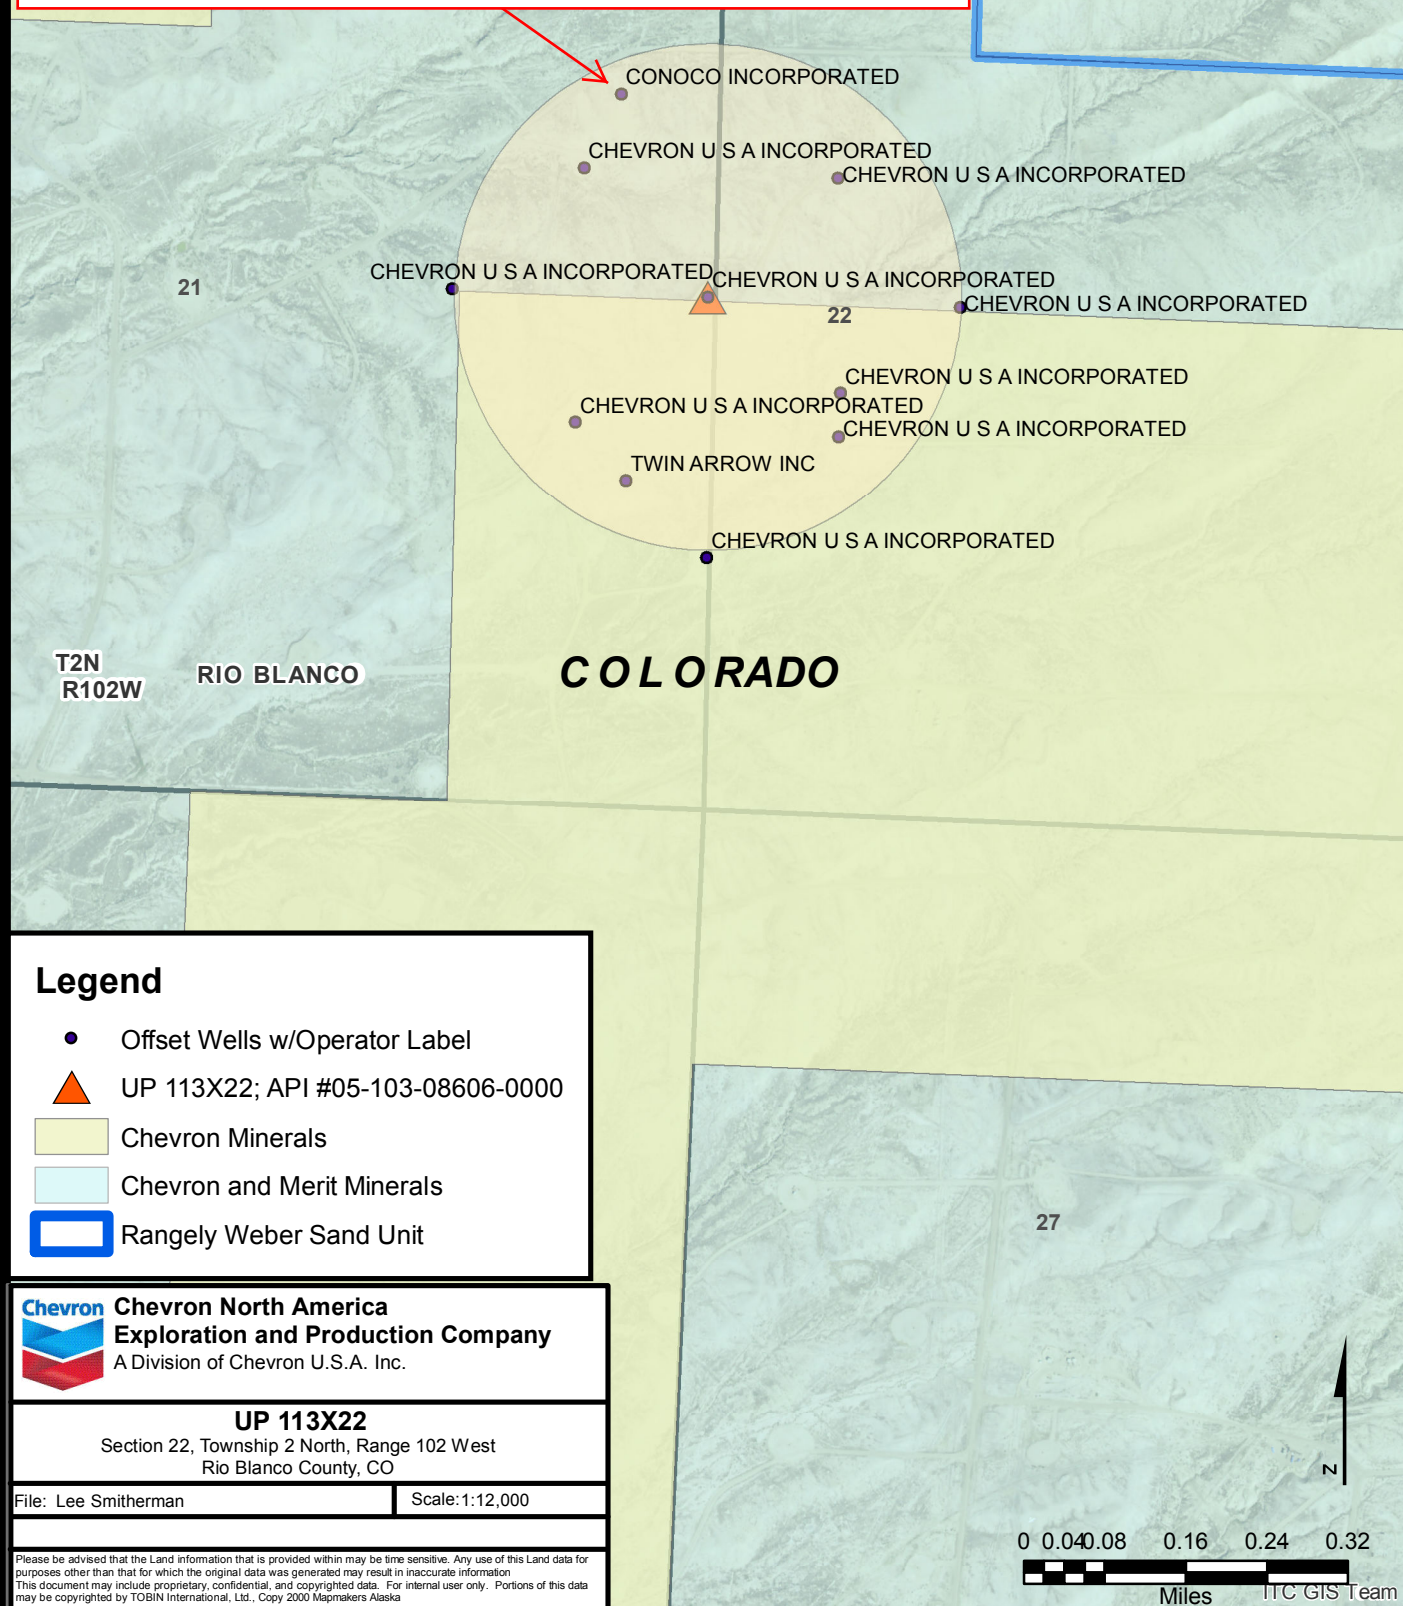 CONOCO INCORPORATED
CHEVRON U S A INCORPORATED
CHEVRON U S A INCORPORATED
CHEVRON U S A INCORPORATED
CHEVRON U S A INCORPORATED
21
CHEVRON U S A INCORPORATED
22
CHEVRON U S A INCORPORATED
CHEVRON U S A INCORPORATED
CHEVRON U S A INCORPORATED
TWIN ARROW INC
CHEVRON U S A INCORPORATED
T2N
R102W
RIO BLANCO
COLORADO
Legend
Offset Wells w/Operator Label
UP 113X22; API #05-103-08606-0000
Chevron Minerals
Chevron and Merit Minerals
Rangely Weber Sand Unit
27
Chevron
Chevron North America
Exploration and Production Company
A Division of Chevron U.S.A. Inc.
UP 113X22
Section 22, Township 2 North, Range 102 West
Rio Blanco County, CO
File: Lee Smitherman
Scale:1:12,000
Please be advised that the Land information that is provided within may be time sensitive. Any use of this Land data for
purposes other than that for which the original data was generated may result in inaccurate information
This document may include proprietary, confidential, and copyrighted data. For internal user only. Portions of this data
may be copyrighted by TOBIN International, Ltd., Copy 2000 Mapmakers Alaska
N
0 0.04 0.08 0.16 0.24 0.32
Miles
ITC GIS Team